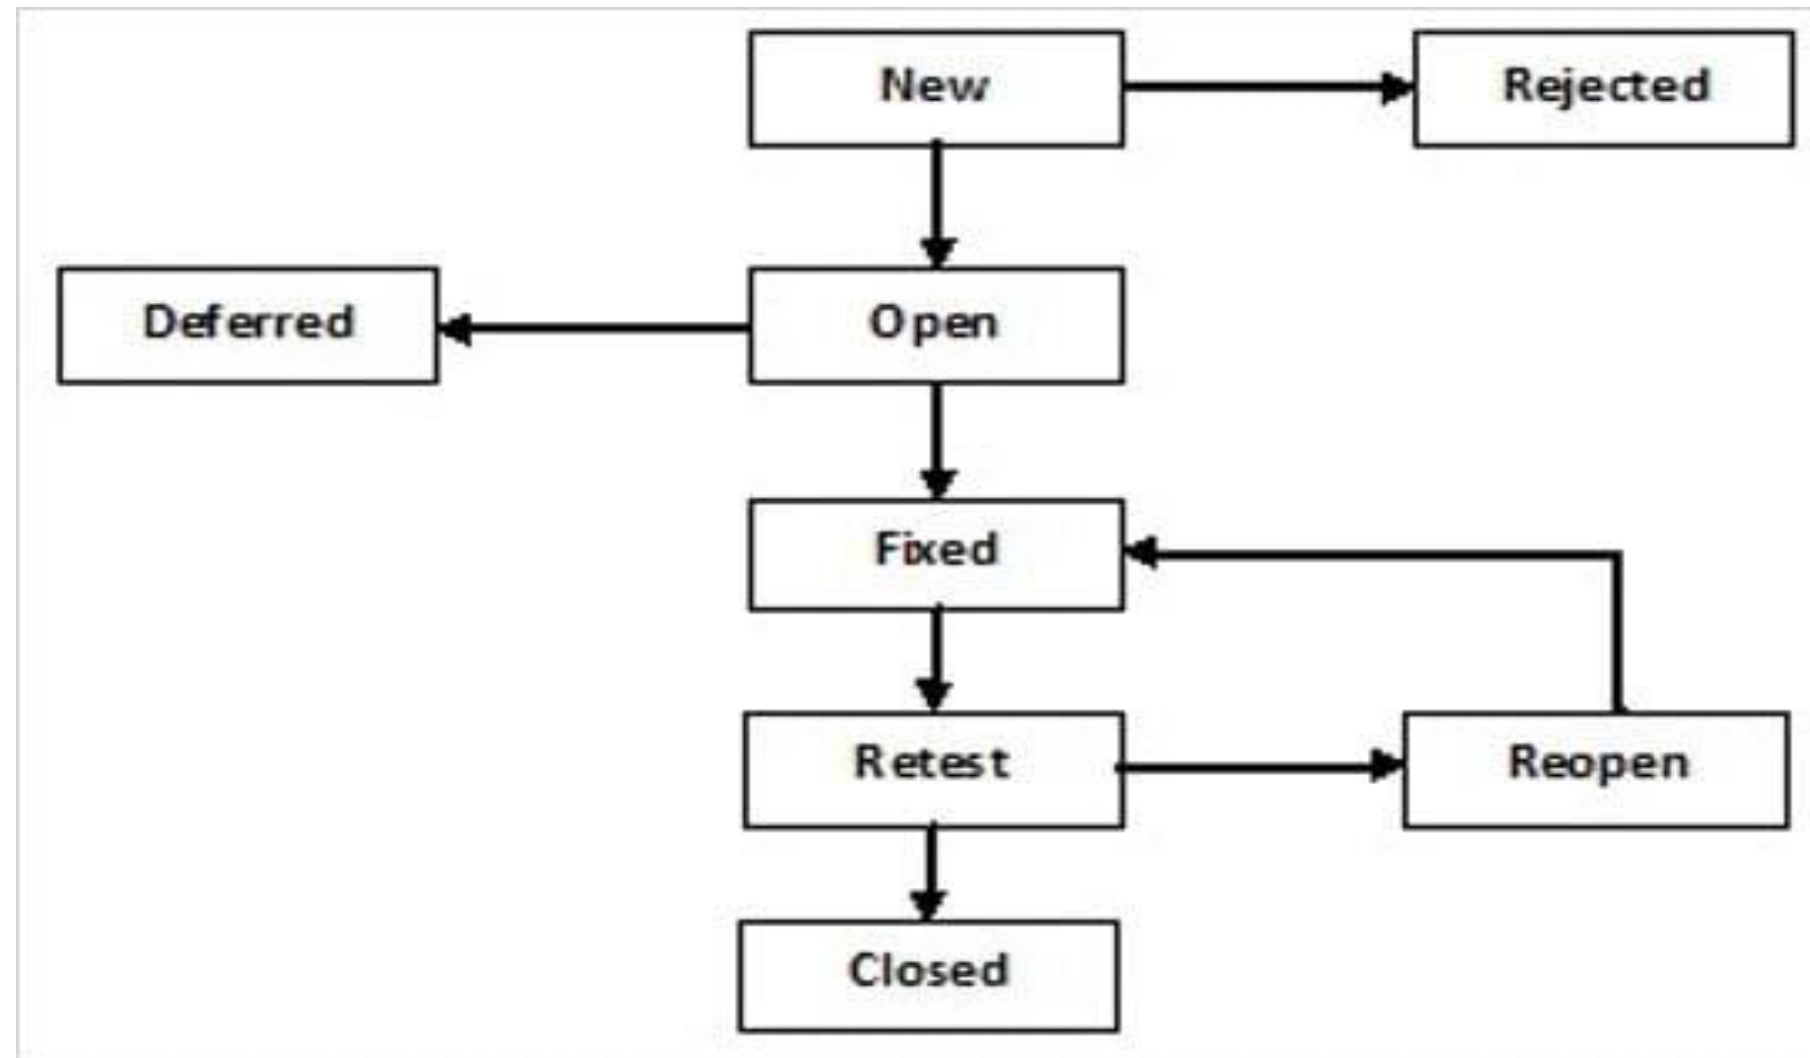 New
Rejected
Deferred
Open
Fixed
Retest
Reopen
Closed